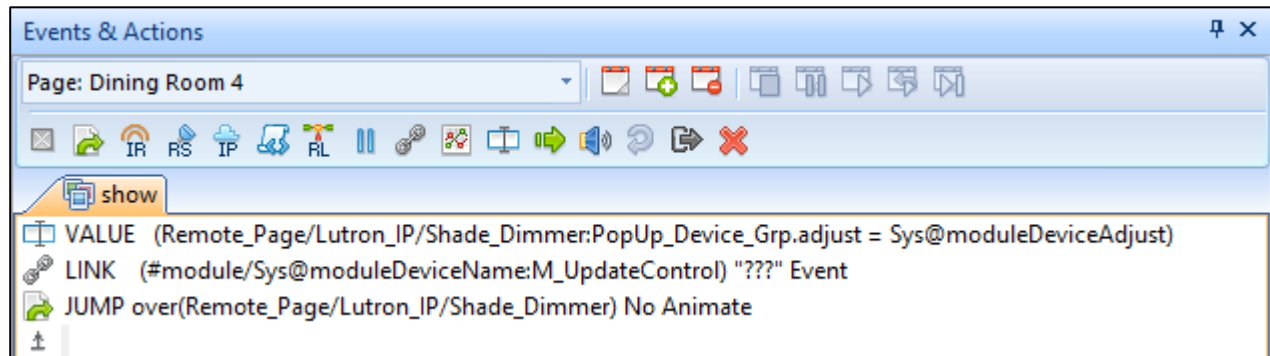 Events & Actions
Page: Dining Room 4
IR RS IP RL
show
VALUE (Remote_Page/Lutron_IP/Shade_Dimmer:PopUp_Device_Grp.adjust = Sys@moduleDeviceAdjust)
LINK (#module/Sys@moduleDeviceName:M_UpdateControl) "???" Event
JUMP over(Remote_Page/Lutron_IP/Shade_Dimmer) No Animate